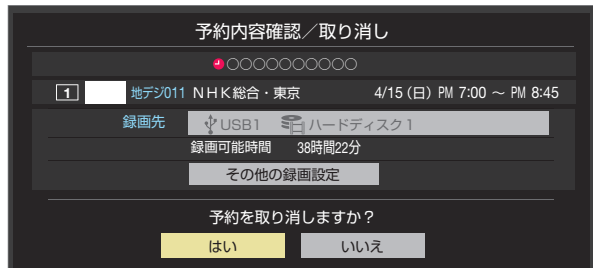 予約内容確認／取り消し
○○○○○○○○○○
1 地デジ011 NHK総合・東京 4/15 (日) PM 7:00 ～ PM 8:45
録画先 USB1 ハードディスク1
録画可能時間 38時間22分
その他の録画設定
予約を取り消しますか？
はい いいえ